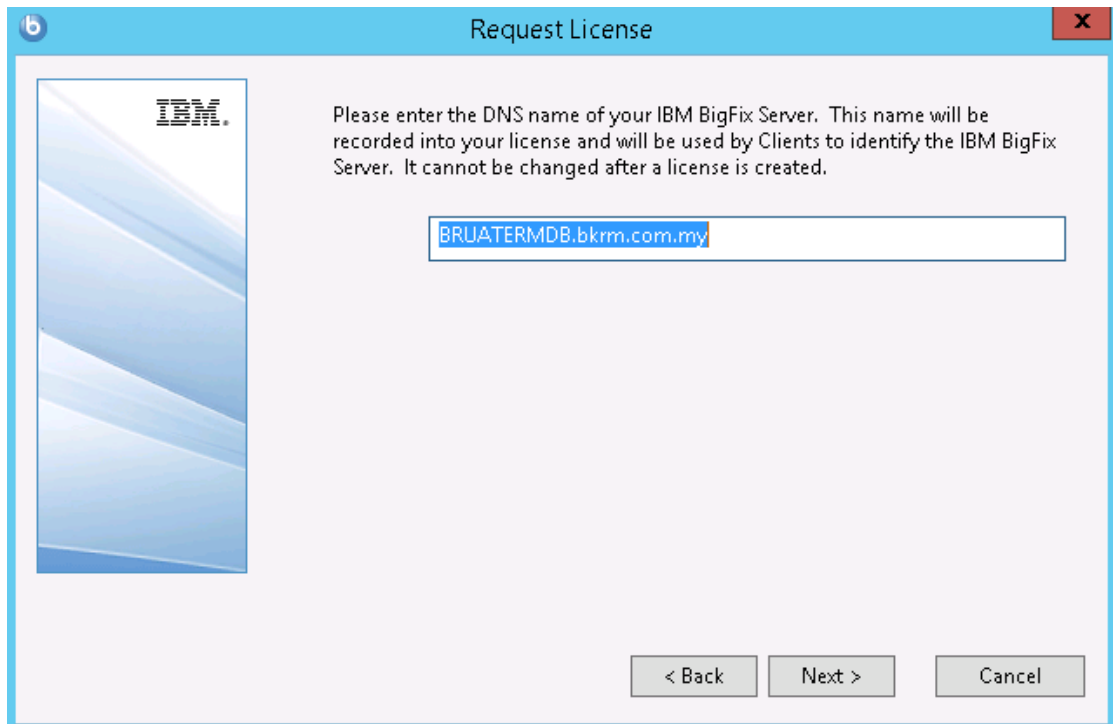 Request License
X
IBM.
Please enter the DNS name of your IBM BigFix Server. This name will be
recorded into your license and will be used by Clients to identify the IBM BigFix
Server. It cannot be changed after a license is created.
BRUATERMDB.bkrm.com.my
< Back
Next >
Cancel